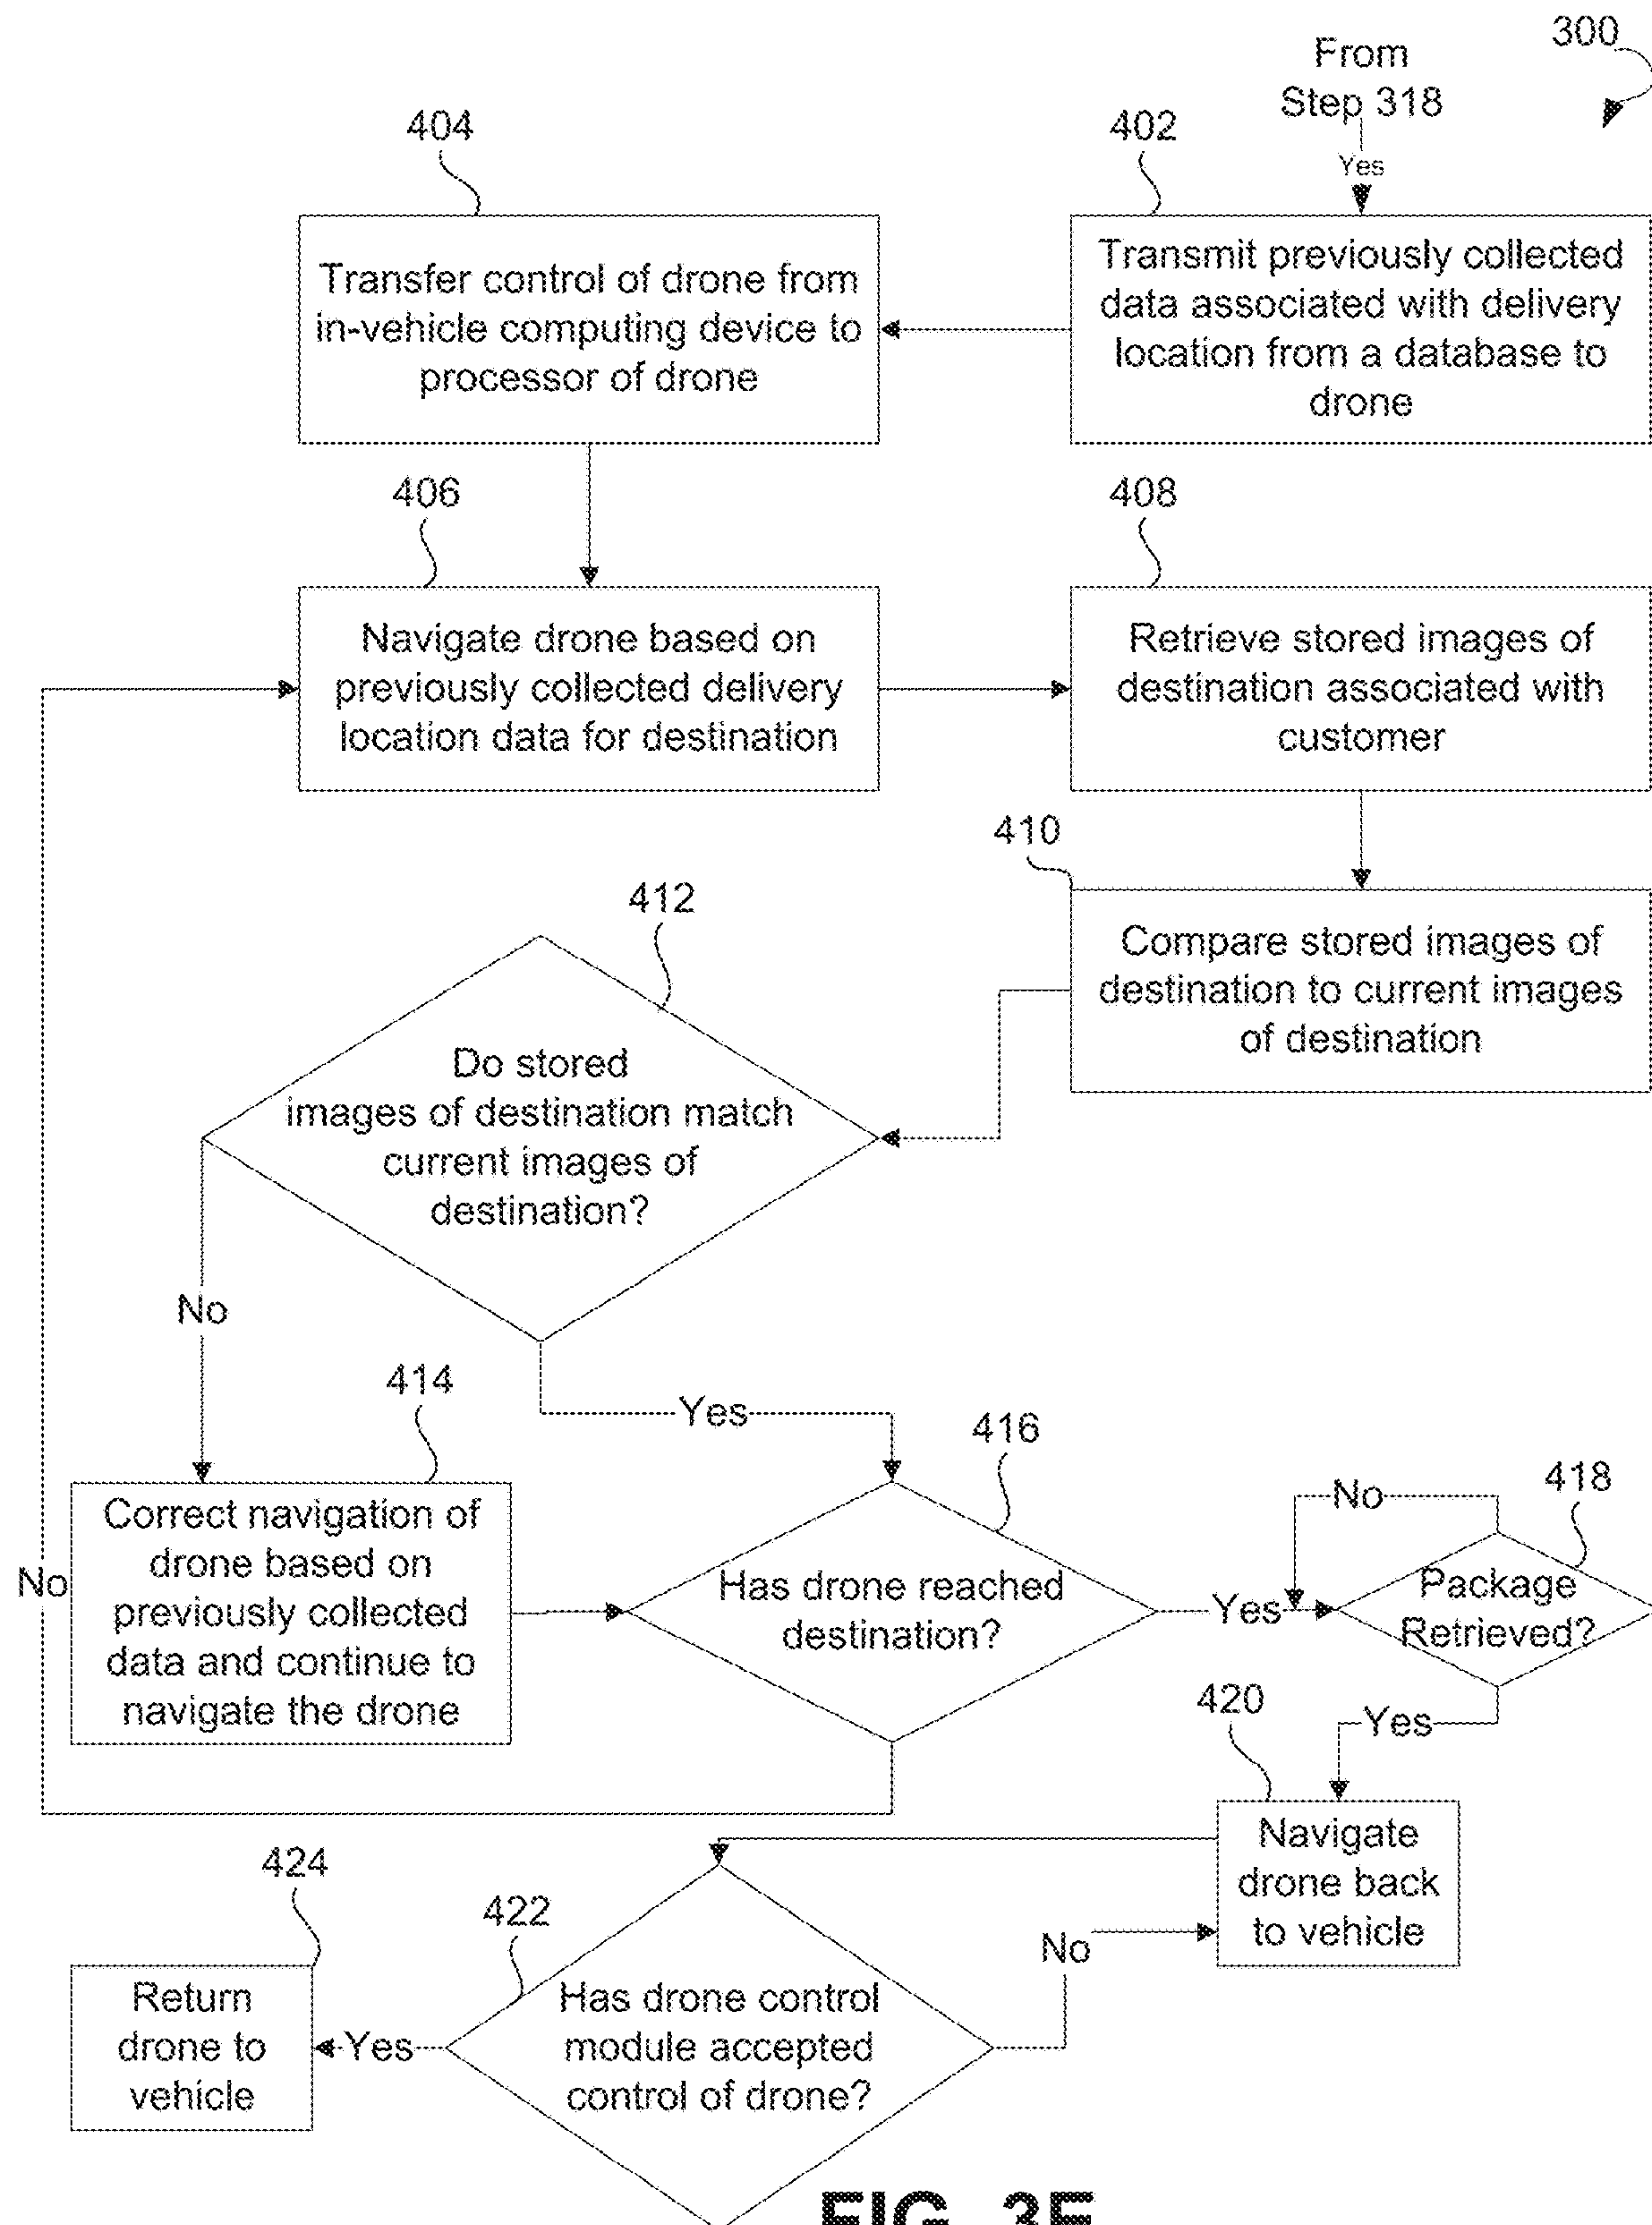 300
From
Step 318
Yes
404
402
Transfer control of drone from
in-vehicle computing device to
processor of drone
Transmit previously collected
data associated with delivery
location from a database to
drone
406
408
Navigate drone based on
previously collected delivery
location data for destination
Retrieve stored images of
destination associated with
customer
410
Compare stored images of
destination to current images
of destination
412
Do stored
images of destination match
current images of
destination?
No
Yes
414
Correct navigation of
drone based on
previously collected
data and continue to
navigate the drone
No
416
Has drone reached
destination?
Yes
No
418
Package
Retrieved?
Yes
420
Navigate
drone back
to vehicle
422
Has drone control
module accepted
control of drone?
No
Yes
424
Return
drone to
vehicle